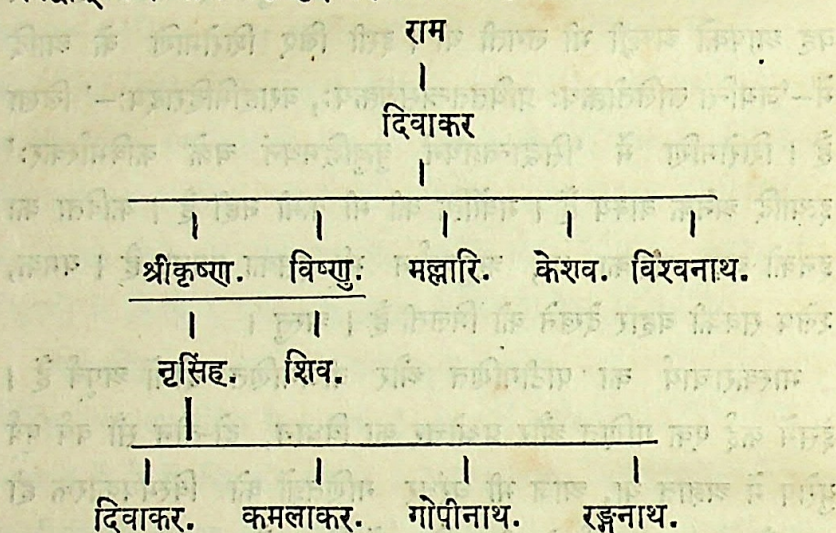 राम
दिवाकर
श्रीकृष्ण. विष्णु. मल्लारि. केशव. विश्वनाथ.
नृसिंह. शिव.
दिवाकर. कमलाकर. गोपीनाथ. रङ्गनाथ.